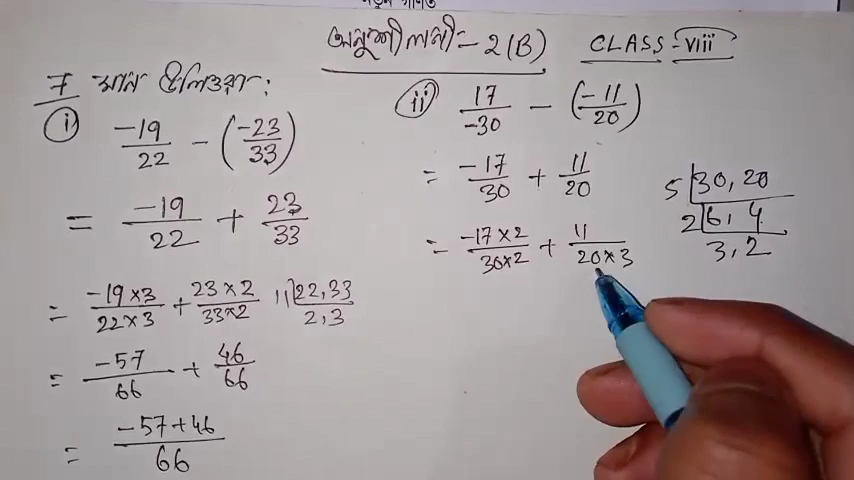 নতুন গণিত
অনুশীলনী - 2(B) CLASS - viii
7 মান
i
-19/22 - (-23/33)
= -19/22 + 23/33
= -19×3/22×3 + 23×2/33×2
11|22,33
2,3
= -57/66 + 46/66
= -57+46/66
ii 17/-30 - (-11/20)
= -17/30 + 11/20
= -17×2/30×2 + 11/20×3
5|30,20
2|6,4
3,2